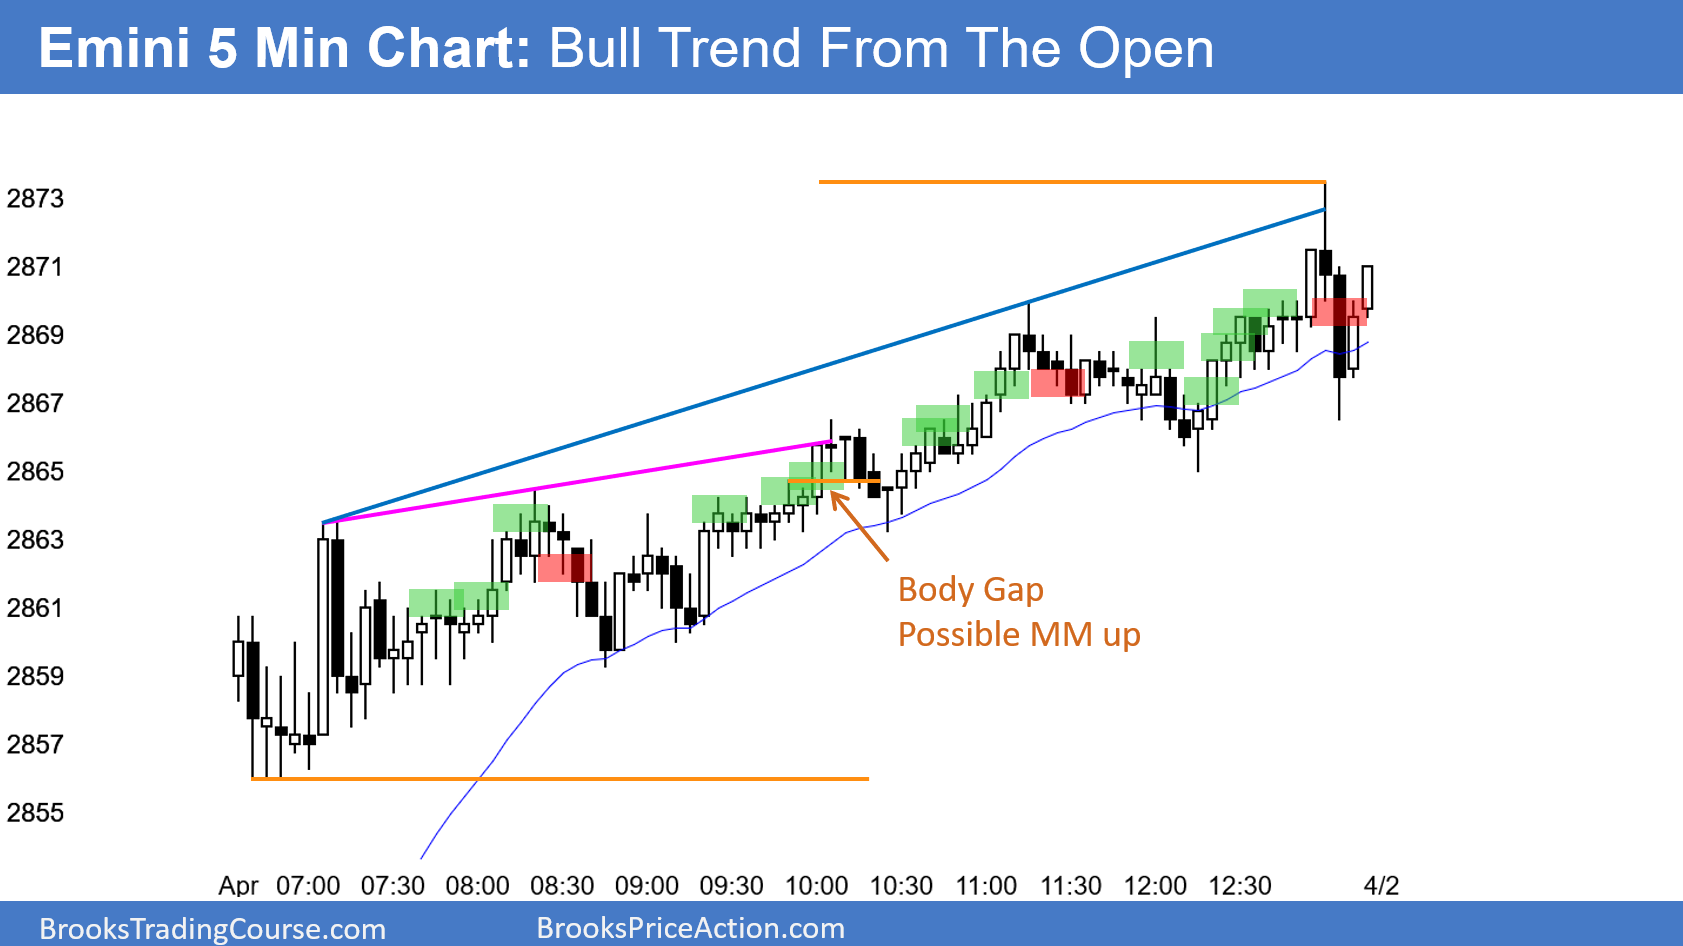 Emini 5 Min Chart: Bull Trend From The Open
2873
2871
2869
2867
2865
2863
2861
2859
2857
2855
Body Gap
Possible MM up
Apr 07:00 07:30 08:00 08:30 09:00 09:30 10:00 10:30 11:00 11:30 12:00 12:30 4/2
BrooksTradingCourse.com BrooksPriceAction.com